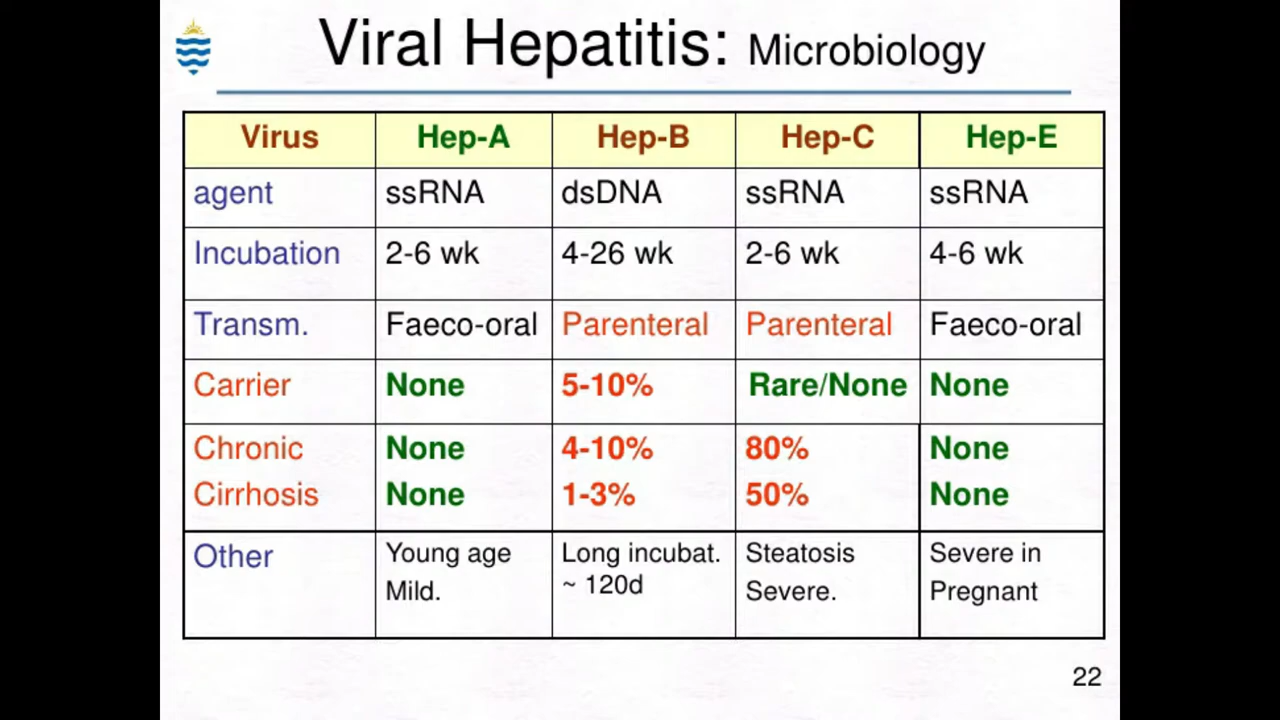 Viral Hepatitis: Microbiology
Virus Hep-A Hep-B Hep-C Hep-E
agent ssRNA dsDNA ssRNA ssRNA
Incubation 2-6 wk 4-26 wk 2-6 wk 4-6 wk
Transm. Faeco-oral Parenteral Parenteral Faeco-oral
Carrier None 5-10% Rare/None None
Chronic None 4-10% 80% None
Cirrhosis None 1-3% 50% None
Other Young age Long incubat. Steatosis Severe in
Mild. ~ 120d Severe. Pregnant
22